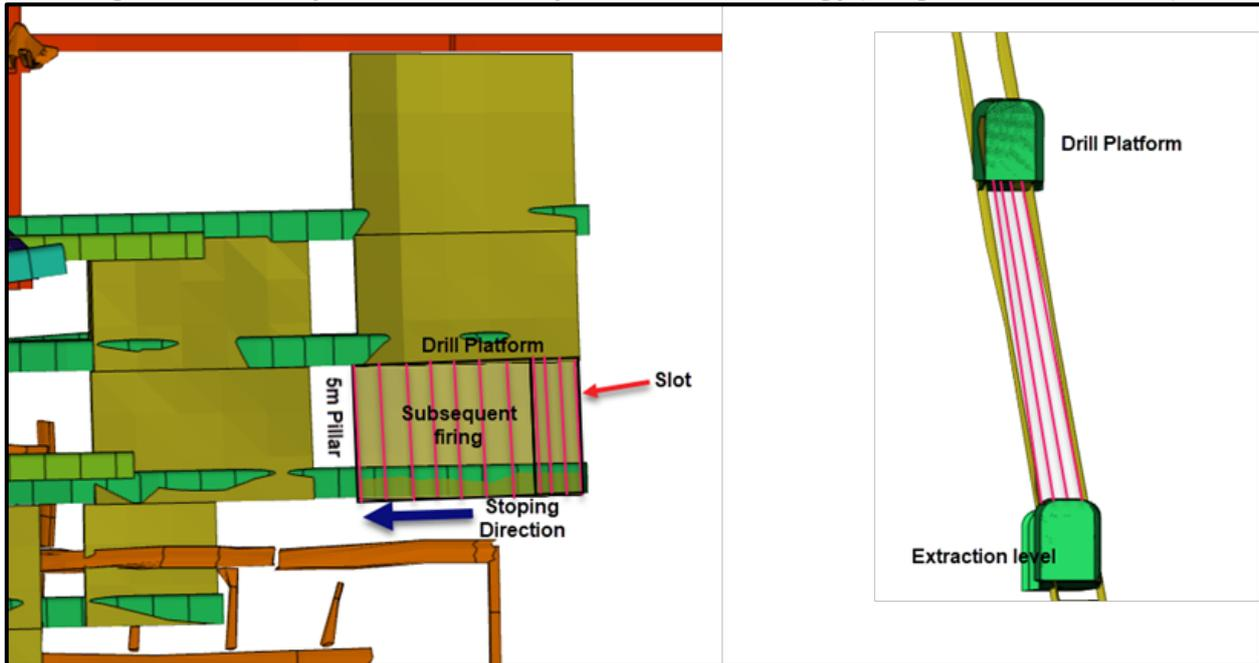 Drill Platform
Slot
5m Pillar
Subsequent
firing
Stoping
Direction
Drill Platform
Extraction level